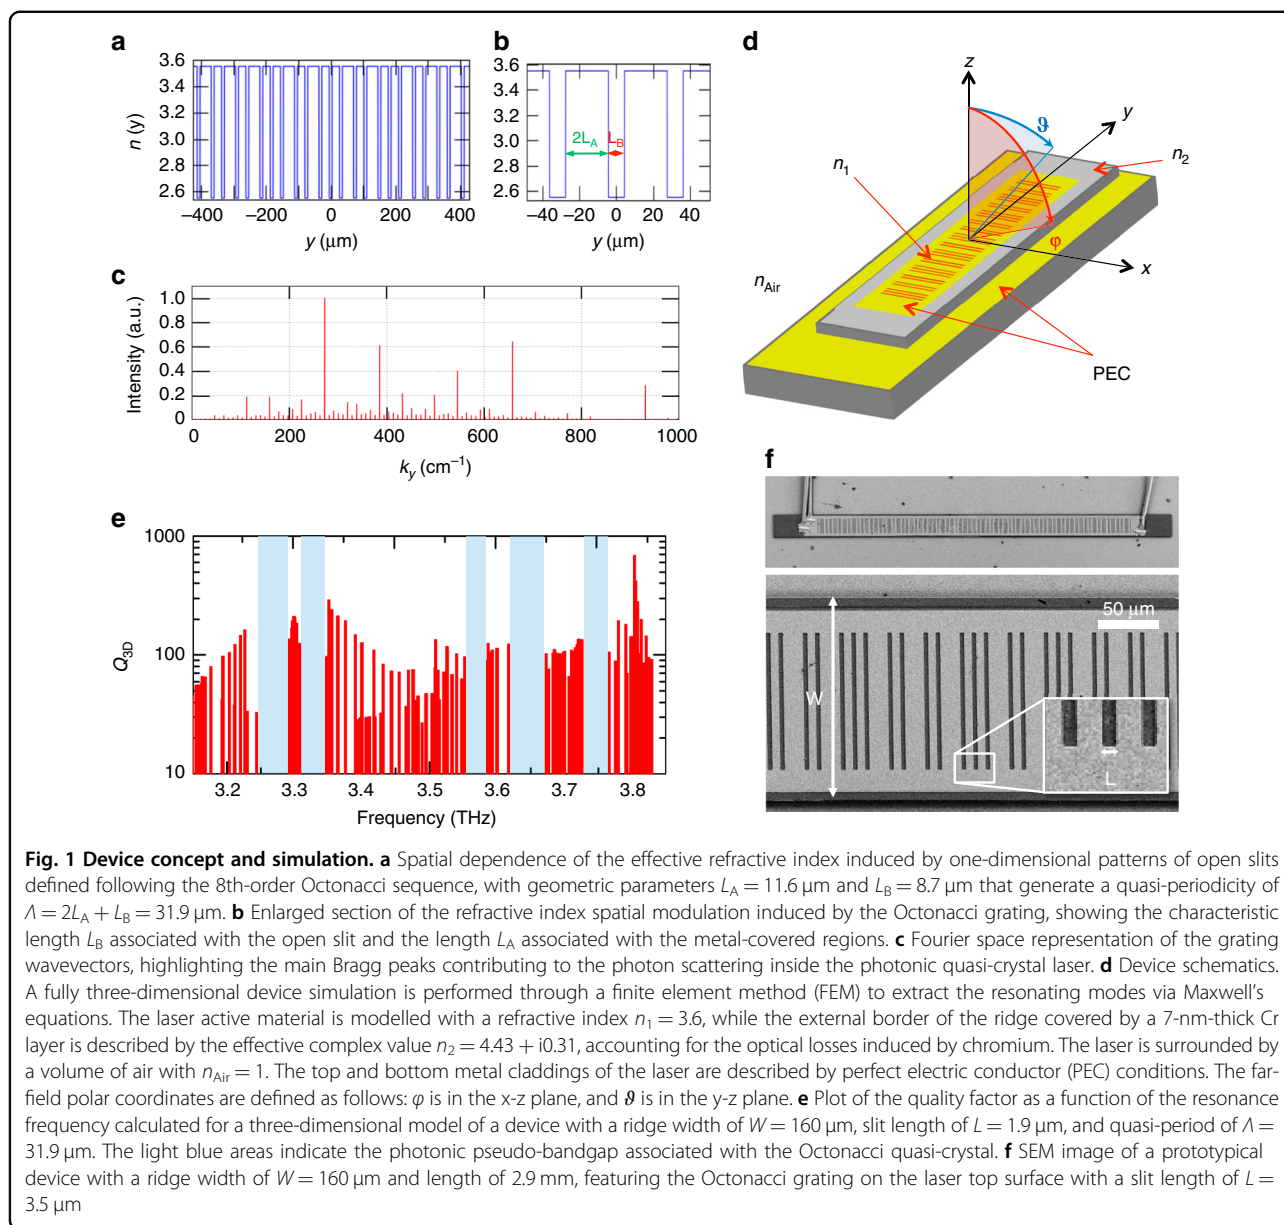 a
3.6
3.4
3.2
3.0
2.8
2.6
n (y)
−400 −200 0 200 400
y (μm)
b
3.6
3.4
3.2
3.0
2.8
2.6
2LA
LB
−40 −20 0 20 40
y (μm)
c
1.0
0.8
0.6
0.4
0.2
0
Intensity (a.u.)
0 200 400 600 800 1000
ky (cm−1)
d
z
y
x
ϑ
φ
n1
n2
nAir
PEC
e
1000
100
10
Q3D
3.2 3.3 3.4 3.5 3.6 3.7 3.8
Frequency (THz)
f
50 μm
W
L
Fig. 1 Device concept and simulation. a Spatial dependence of the effective refractive index induced by one-dimensional patterns of open slits
defined following the 8th-order Octonacci sequence, with geometric parameters LA = 11.6 μm and LB = 8.7 μm that generate a quasi-periodicity of
Λ = 2LA + LB = 31.9 μm. b Enlarged section of the refractive index spatial modulation induced by the Octonacci grating, showing the characteristic
length LB associated with the open slit and the length LA associated with the metal-covered regions. c Fourier space representation of the grating
wavevectors, highlighting the main Bragg peaks contributing to the photon scattering inside the photonic quasi-crystal laser. d Device schematics.
A fully three-dimensional device simulation is performed through a finite element method (FEM) to extract the resonating modes via Maxwell's
equations. The laser active material is modelled with a refractive index n1 = 3.6, while the external border of the ridge covered by a 7-nm-thick Cr
layer is described by the effective complex value n2 = 4.43 + i0.31, accounting for the optical losses induced by chromium. The laser is surrounded by
a volume of air with nAir = 1. The top and bottom metal claddings of the laser are described by perfect electric conductor (PEC) conditions. The far-
field polar coordinates are defined as follows: φ is in the x-z plane, and ϑ is in the y-z plane. e Plot of the quality factor as a function of the resonance
frequency calculated for a three-dimensional model of a device with a ridge width of W = 160 μm, slit length of L = 1.9 μm, and quasi-period of Λ =
31.9 μm. The light blue areas indicate the photonic pseudo-bandgap associated with the Octonacci quasi-crystal. f SEM image of a prototypical
device with a ridge width of W = 160 μm and length of 2.9 mm, featuring the Octonacci grating on the laser top surface with a slit length of L =
3.5 μm